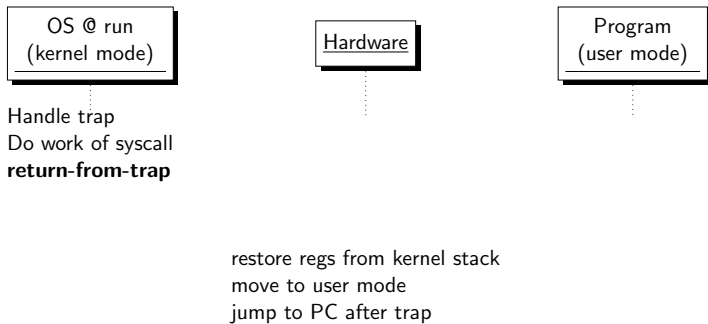 OS @ run
(kernel mode)
Hardware
Program
(user mode)
Handle trap
Do work of syscall
return-from-trap
restore regs from kernel stack
move to user mode
jump to PC after trap